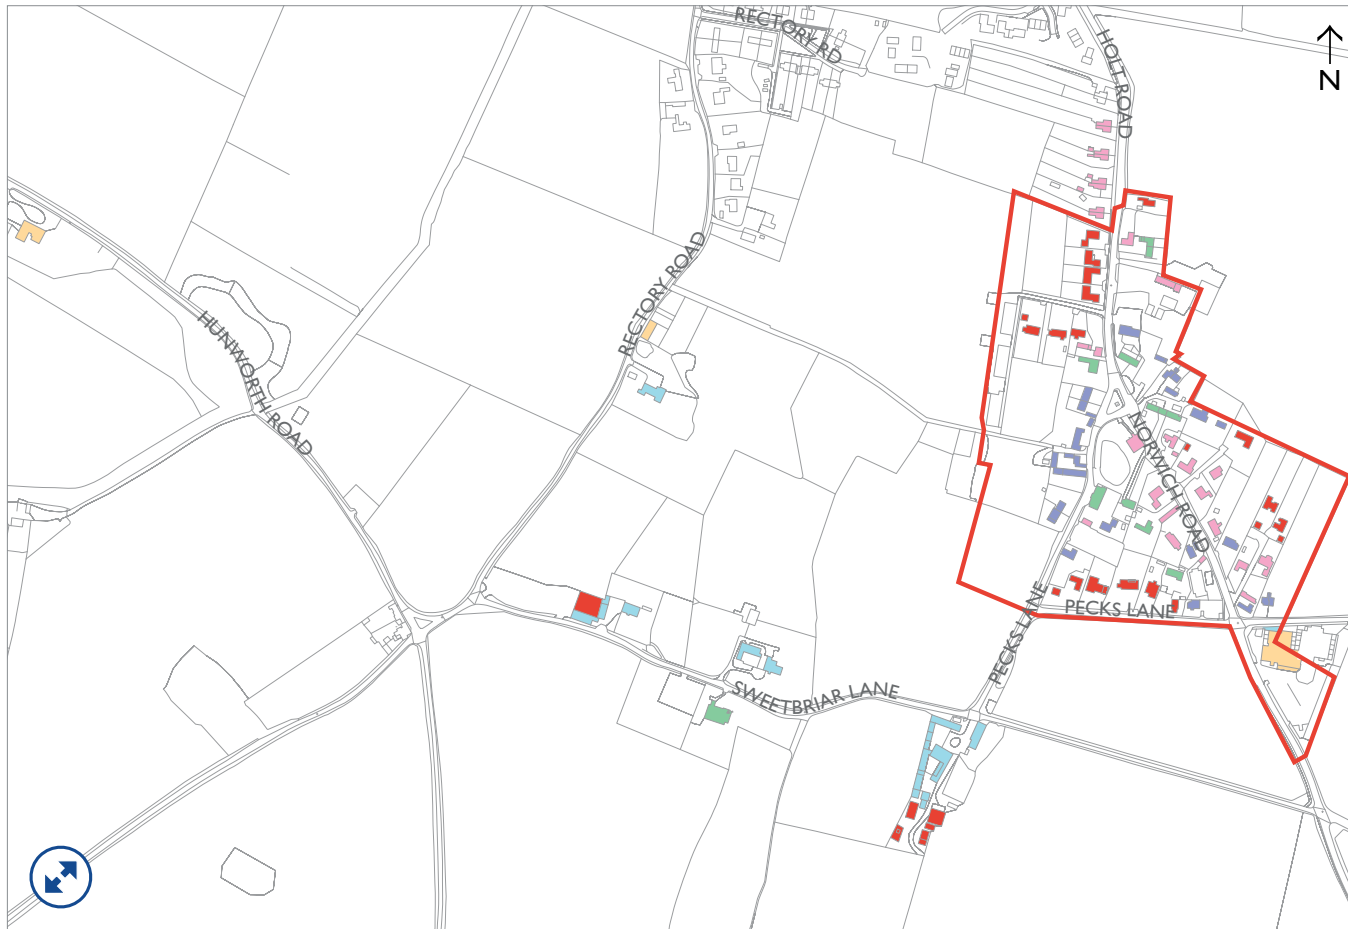 RECTORY RD
HOLT ROAD
N
RECTORY ROAD
HUNWORTH ROAD
NORWICH ROAD
PECKS LANE
PECKS LANE
SWEETBRIAR LANE